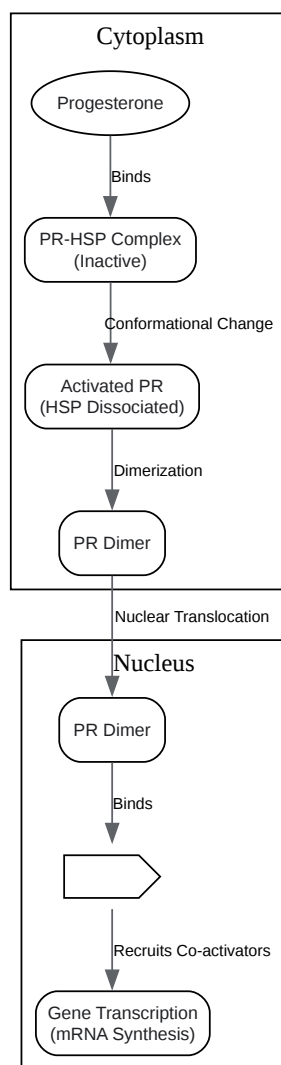 Cytoplasm
Progesterone
Binds
PR-HSP Complex
(Inactive)
Conformational Change
Activated PR
(HSP Dissociated)
Dimerization
PR Dimer
Nuclear Translocation
Nucleus
PR Dimer
Binds
Recruits Co-activators
Gene Transcription
(mRNA Synthesis)